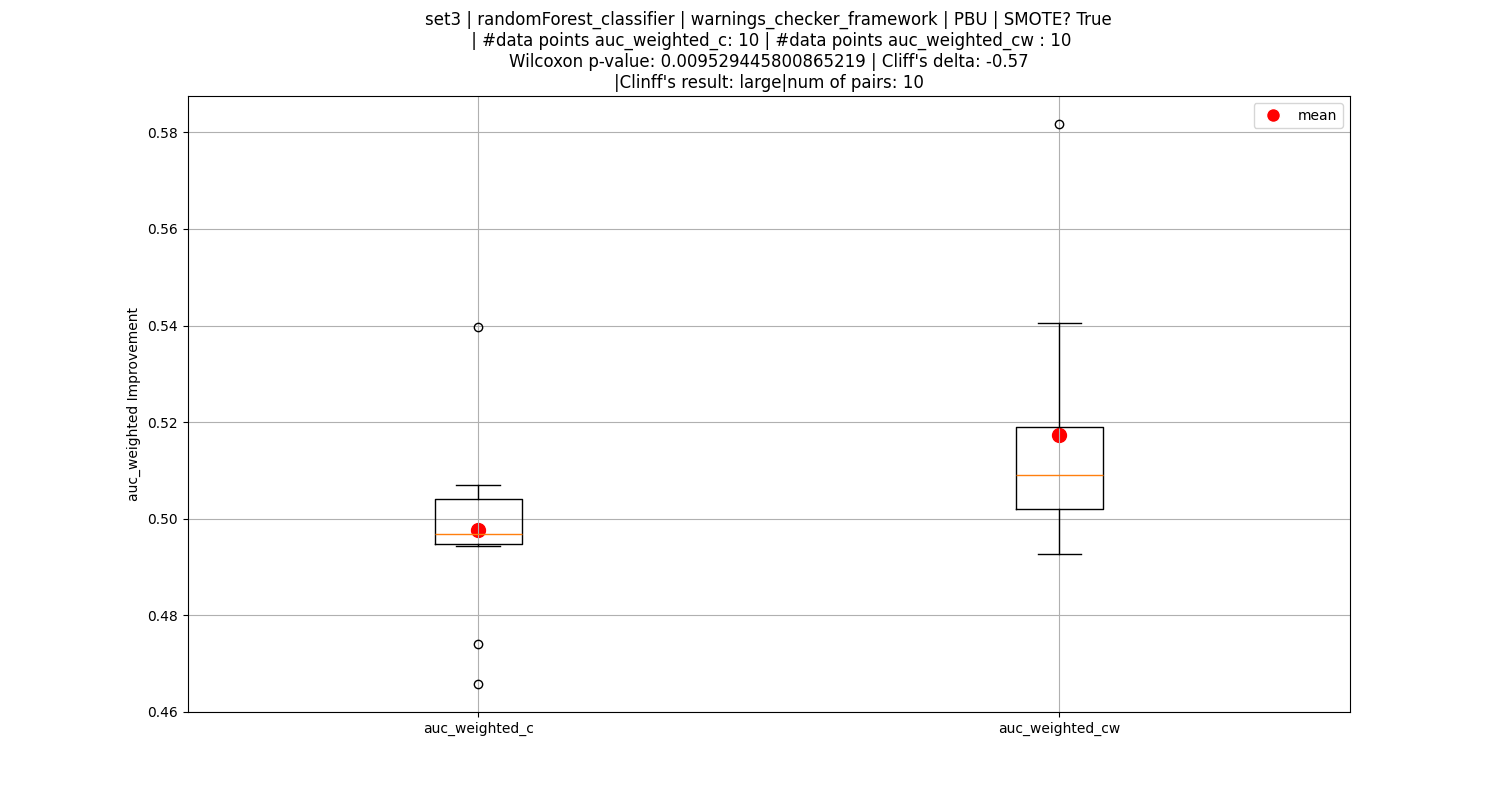 set3 | randomForest_classifier | warnings_checker_framework | PBU | SMOTE? True
| #data points auc_weighted_c: 10 | #data points auc_weighted_cw : 10
Wilcoxon p-value: 0.009529445800865219 | Cliff's delta: -0.57
|Clinff's result: large|num of pairs: 10
mean
0.58
0.56
0.54
0.52
0.50
0.48
0.46
auc_weighted Improvement
auc_weighted_c
auc_weighted_cw